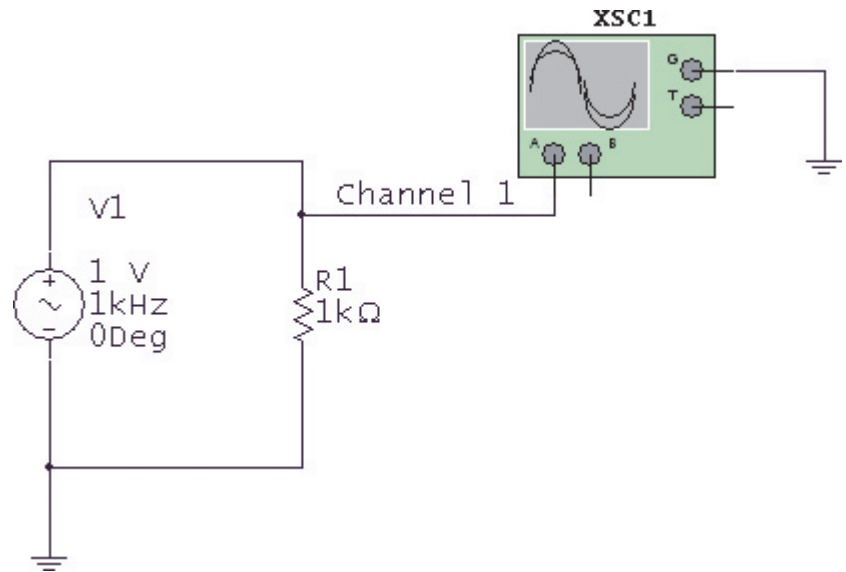 XSC1
G
T
A
B
Channel 1
V1
1 V
1kHz
0Deg
R1
1kΩ